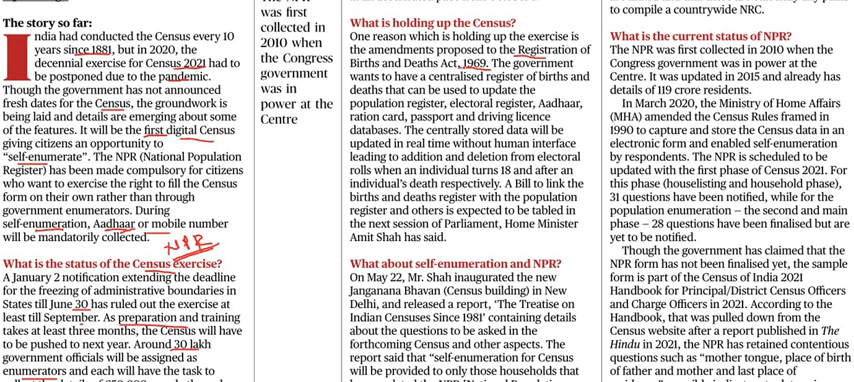 The story so far:
India had conducted the Census every 10
years since 1881, but in 2020, the
decennial exercise for Census 2021 had to
be postponed due to the pandemic.
Though the government has not announced
fresh dates for the Census, the groundwork is
being laid and details are emerging about some
of the features. It will be the first digital Census
giving citizens an opportunity to
“self-enumerate”. The NPR (National Population
Register) has been made compulsory for citizens
who want to exercise the right to fill the Census
form on their own rather than through
government enumerators. During
self-enumeration, Aadhaar or mobile number
will be mandatorily collected.
NPR
What is the status of the Census exercise?
A January 2 notification extending the deadline
for the freezing of administrative boundaries in
States till June 30 has ruled out the exercise at
least till September. As preparation and training
takes at least three months, the Census will have
to be pushed to next year. Around 30 lakh
government officials will be assigned as
enumerators and each will have the task to
was first
collected in
2010 when
the Congress
government
was in
power at the
Centre
What is holding up the Census?
One reason which is holding up the exercise is
the amendments proposed to the Registration of
Births and Deaths Act, 1969. The government
wants to have a centralised register of births and
deaths that can be used to update the
population register, electoral register, Aadhaar,
ration card, passport and driving licence
databases. The centrally stored data will be
updated in real time without human interface
leading to addition and deletion from electoral
rolls when an individual turns 18 and after an
individual’s death respectively. A Bill to link the
births and deaths register with the population
register and others is expected to be tabled in
the next session of Parliament, Home Minister
Amit Shah has said.
What about self-enumeration and NPR?
On May 22, Mr. Shah inaugurated the new
Janganana Bhavan (Census building) in New
Delhi, and released a report, ‘The Treatise on
Indian Censuses Since 1981’ containing details
about the questions to be asked in the
forthcoming Census and other aspects. The
report said that “self-enumeration for Census
will be provided to only those households that
to compile a countrywide NRC.
What is the current status of NPR?
The NPR was first collected in 2010 when the
Congress government was in power at the
Centre. It was updated in 2015 and already has
details of 119 crore residents.
In March 2020, the Ministry of Home Affairs
(MHA) amended the Census Rules framed in
1990 to capture and store the Census data in an
electronic form and enabled self-enumeration
by respondents. The NPR is scheduled to be
updated with the first phase of Census 2021. For
this phase (houselisting and household phase),
31 questions have been notified, while for the
population enumeration – the second and main
phase – 28 questions have been finalised but are
yet to be notified.
Though the government has claimed that the
NPR form has not been finalised yet, the sample
form is part of the Census of India 2021
Handbook for Principal/District Census Officers
and Charge Officers in 2021. According to the
Handbook, that was pulled down from the
Census website after a report published in The
Hindu in 2021, the NPR has retained contentious
questions such as “mother tongue, place of birth
of father and mother and last place of